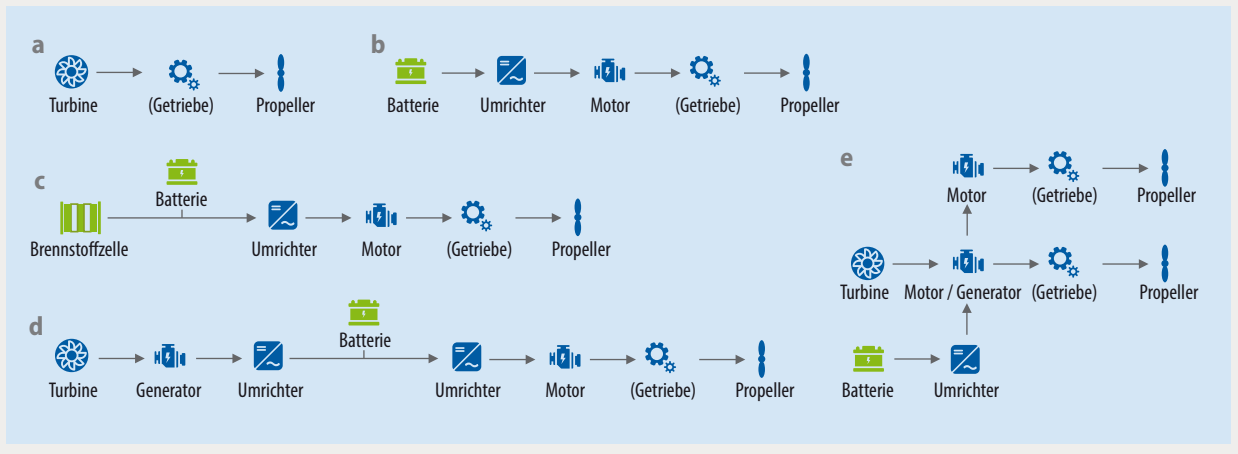 a
Turbine (Getriebe) Propeller
b
Batterie Umrichter Motor (Getriebe) Propeller
c
Batterie
Brennstoffzelle Umrichter Motor (Getriebe) Propeller
d
Batterie
Turbine Generator Umrichter Umrichter Motor (Getriebe) Propeller
e
Motor (Getriebe) Propeller
Turbine Motor / Generator (Getriebe) Propeller
Batterie Umrichter